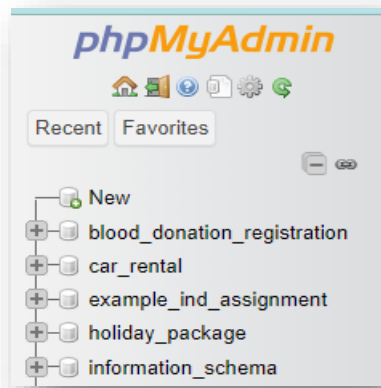 phpMyAdmin
Recent Favorites
New
blood_donation_registration
car_rental
example_ind_assignment
holiday_package
information_schema